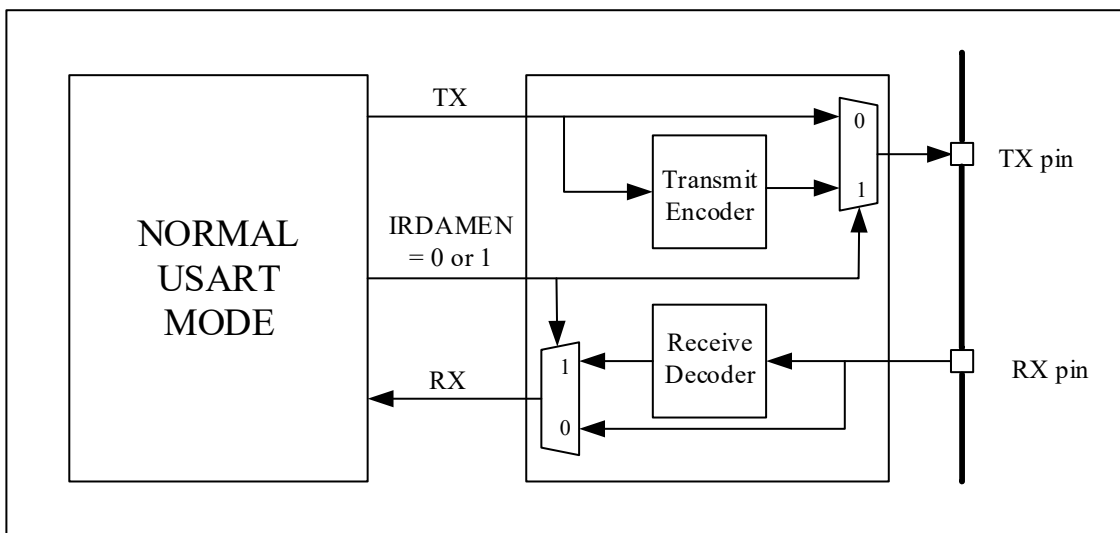 NORMAL
USART
MODE
TX
IRDAMEN
= 0 or 1
RX
Transmit
Encoder
0
1
Receive
Decoder
1
0
TX pin
RX pin